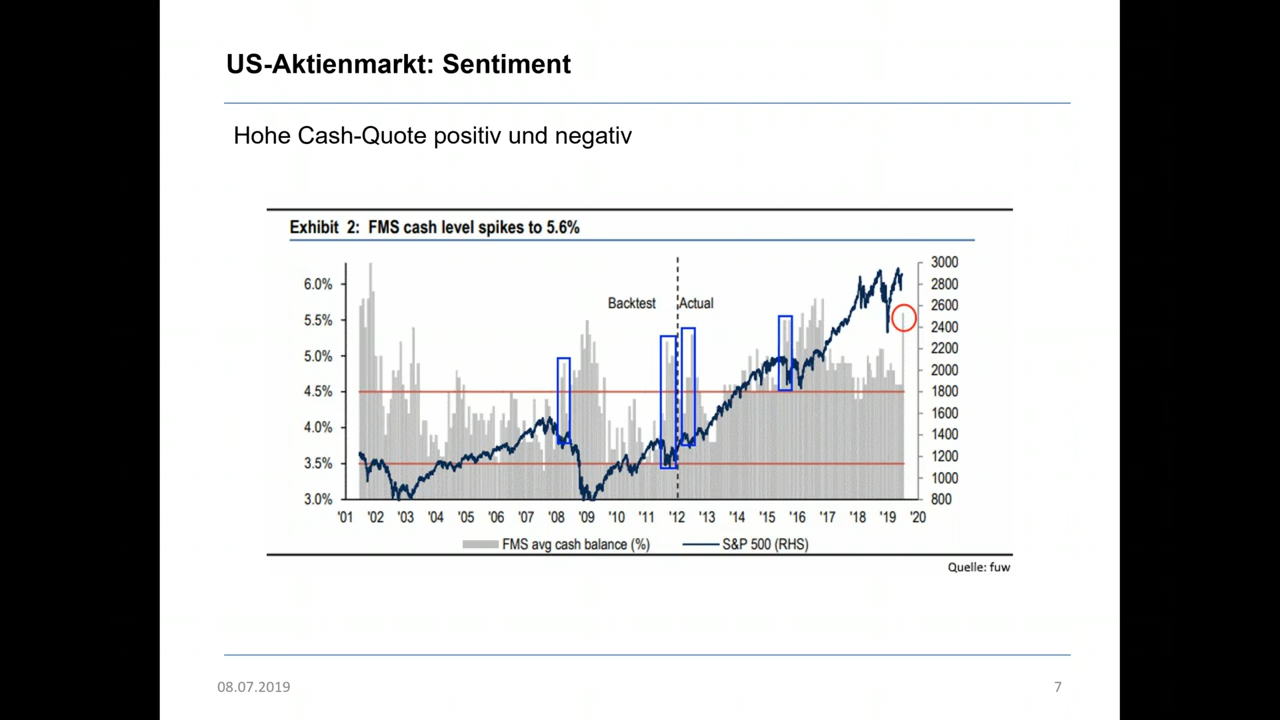 US-Aktienmarkt: Sentiment
Hohe Cash-Quote positiv und negativ
Exhibit 2: FMS cash level spikes to 5.6%
6.0%
5.5%
5.0%
4.5%
4.0%
3.5%
3.0%
Backtest
Actual
3000
2800
2600
2400
2200
2000
1800
1600
1400
1200
1000
800
'01 '02 '03 '04 '05 '06 '07 '08 '09 '10 '11 '12 '13 '14 '15 '16 '17 '18 '19 '20
FMS avg cash balance (%) S&P 500 (RHS)
Quelle: fuw
08.07.2019 7